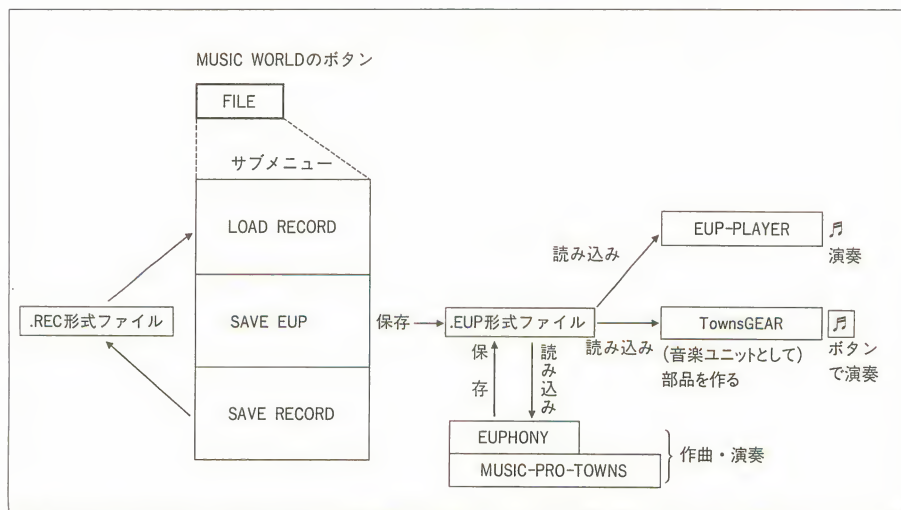 MUSIC WORLDのボタン
FILE
サブメニュー
LOAD RECORD
SAVE EUP
SAVE RECORD
.REC形式ファイル
保存
.EUP形式ファイル
読み込み
EUP-PLAYER
♬
演奏
読み込み
TownsGEAR
♬
ボタン
で演奏
(音楽ユニットとして)
部品を作る
保存
読み込み
EUPHONY
MUSIC-PRO-TOWNS
作曲・演奏